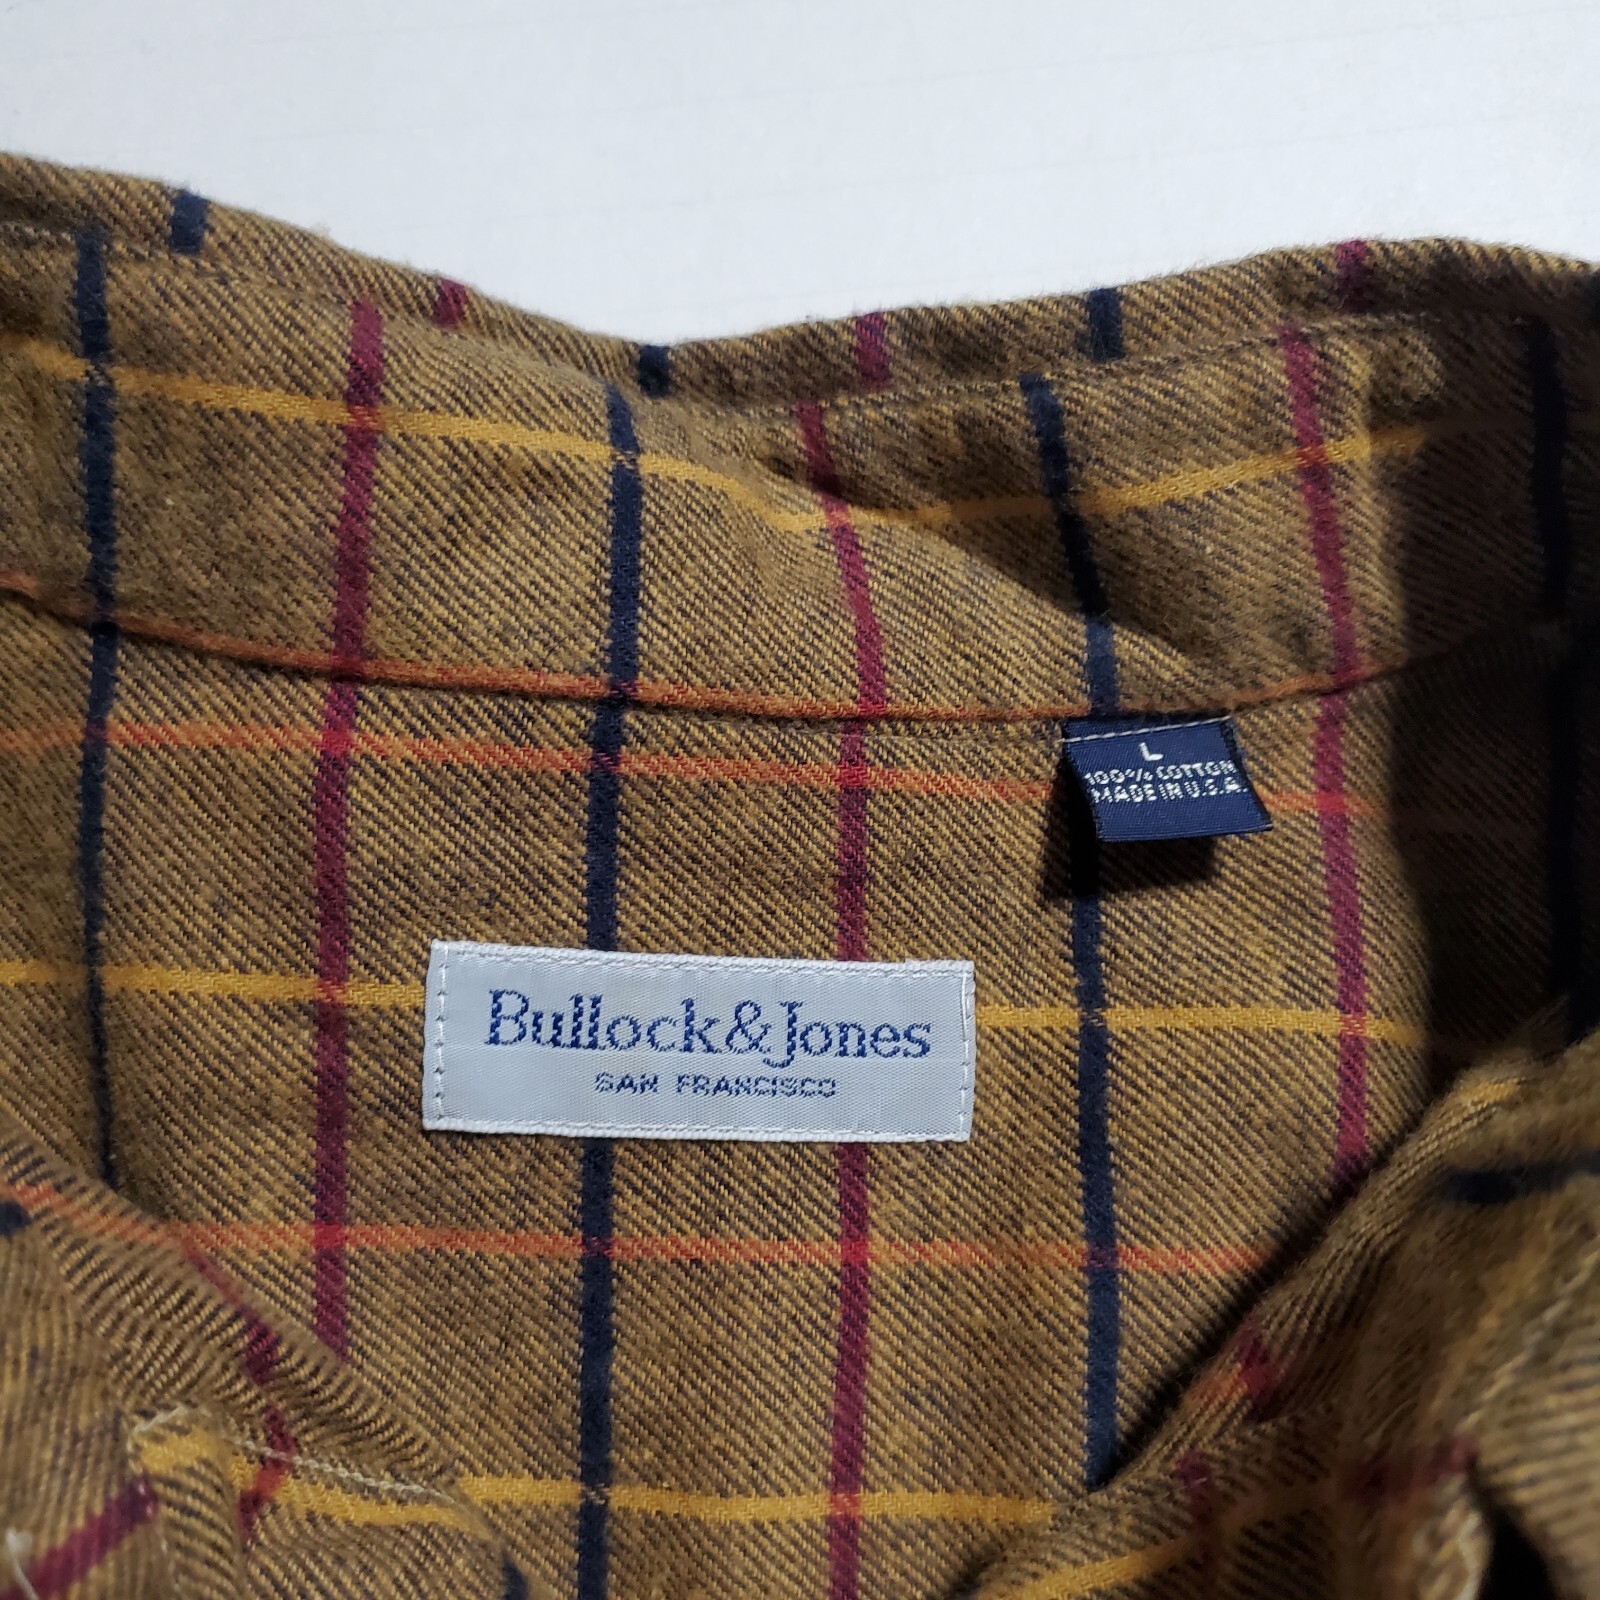 L
100% COTTON
MADE IN U.S.A.
Bullock&Jones
SAN FRANCISCO